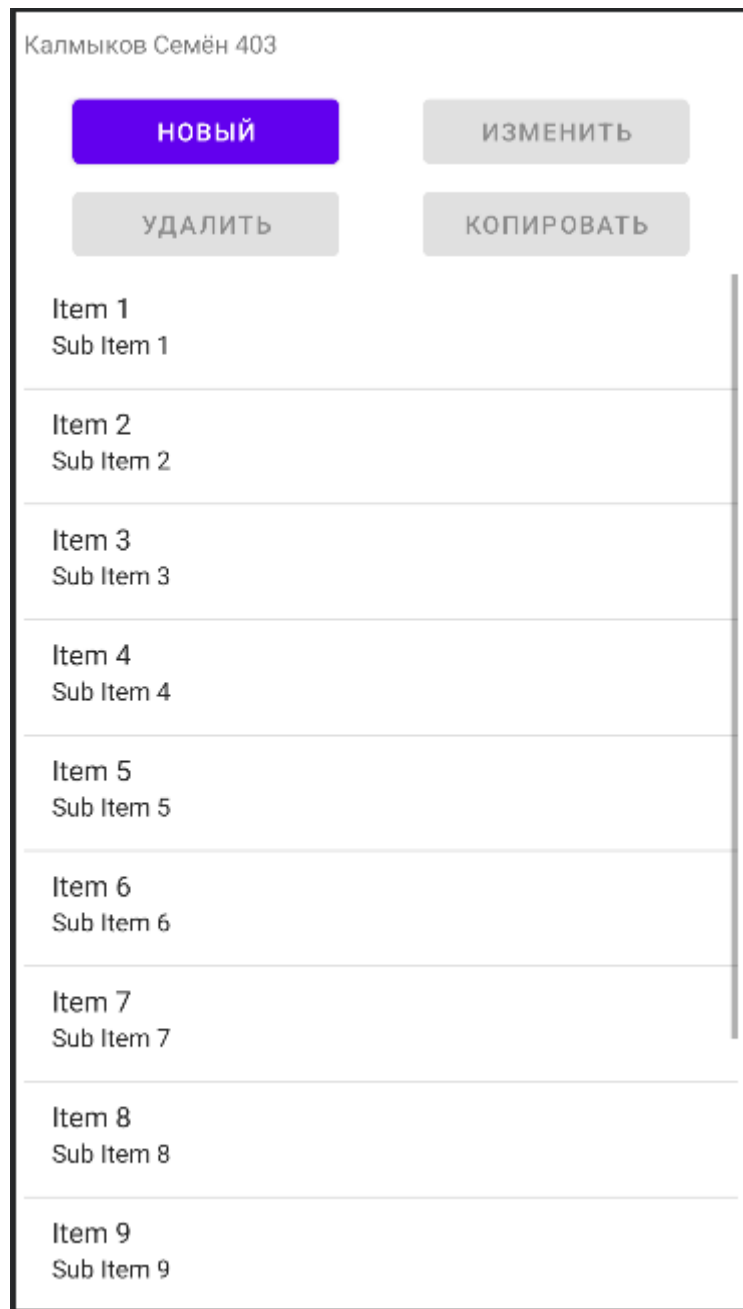 Калмыков Семён 403
НОВЫЙ
ИЗМЕНИТЬ
УДАЛИТЬ
КОПИРОВАТЬ
Item 1
Sub Item 1
Item 2
Sub Item 2
Item 3
Sub Item 3
Item 4
Sub Item 4
Item 5
Sub Item 5
Item 6
Sub Item 6
Item 7
Sub Item 7
Item 8
Sub Item 8
Item 9
Sub Item 9